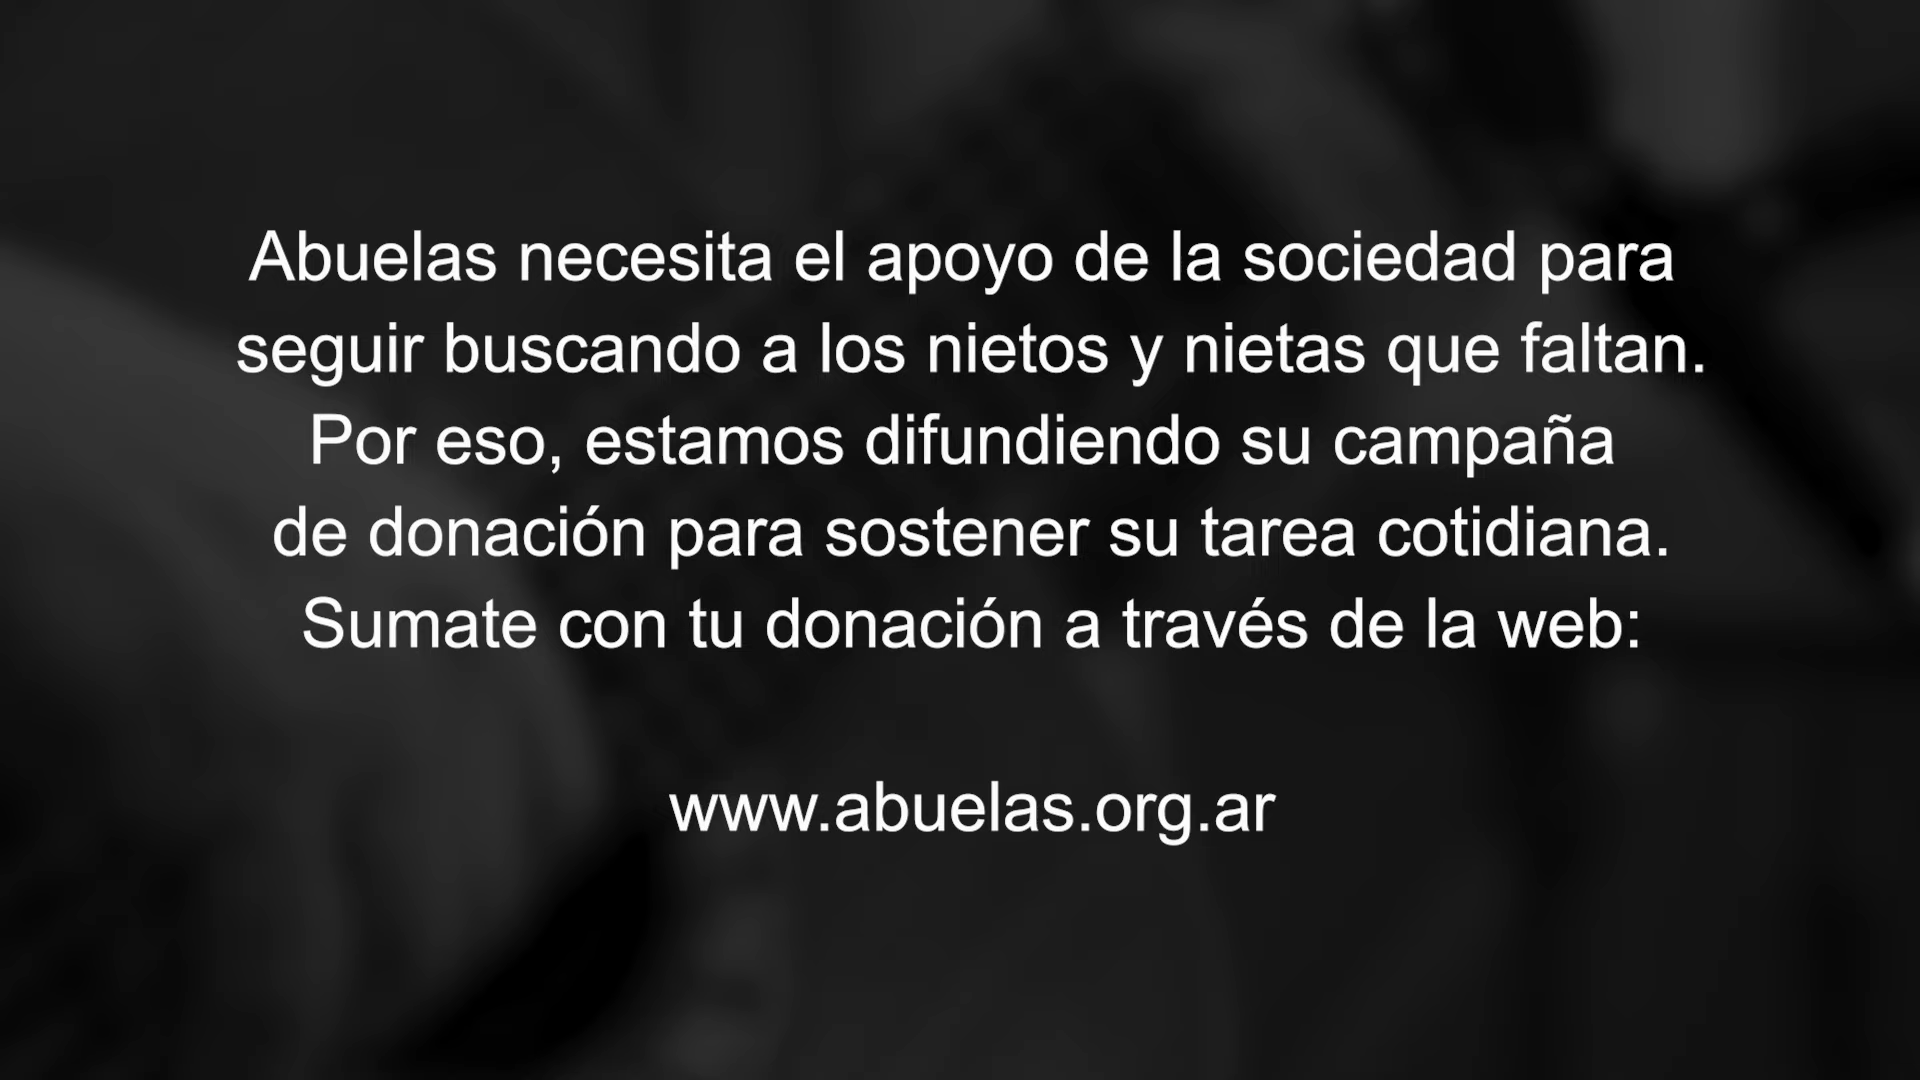 Abuelas necesita el apoyo de la sociedad para
seguir buscando a los nietos y nietas que faltan.
Por eso, estamos difundiendo su campaña
de donación para sostener su tarea cotidiana.
Sumate con tu donación a través de la web:
www.abuelas.org.ar